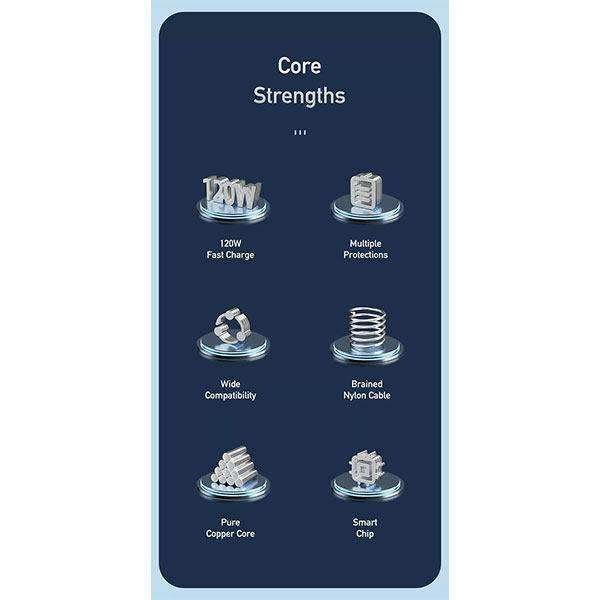 Core
Strengths
120W
120W
Fast Charge
Multiple
Protections
Wide
Compatibility
Brained
Nylon Cable
Pure
Copper Core
Smart
Chip